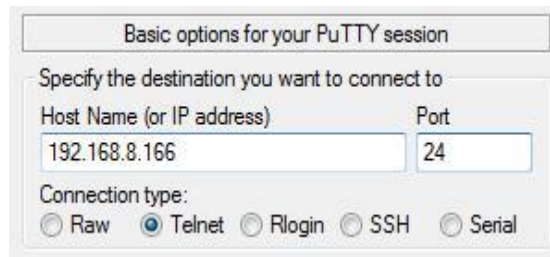 Basic options for your PuTTY session
Specify the destination you want to connect to
Host Name (or IP address) Port
192.168.8.166 24
Connection type:
Raw Telnet Rlogin SSH Serial